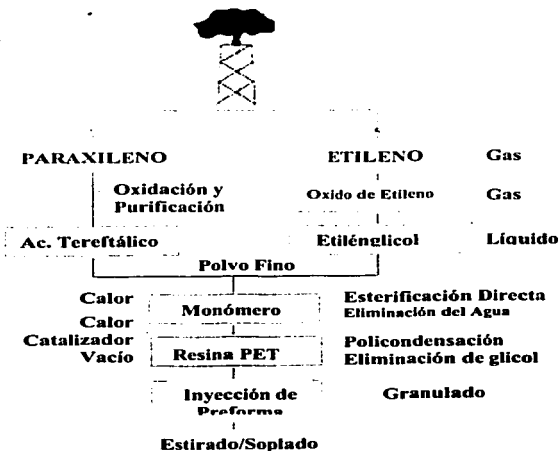 PARAXILENO ETILENO Gas
Oxidación y Oxido de Etileno Gas
Purificación
Ac. Tereftálico Etilénglicol Líquido
Polvo Fino
Calor Monómero Esterificación Directa
Eliminación del Agua
Calor
Catalizador Policondensación
Vacío Resina PET Eliminación de glicol
Inyección de Granulado
Preforma
Estirado/Soplado